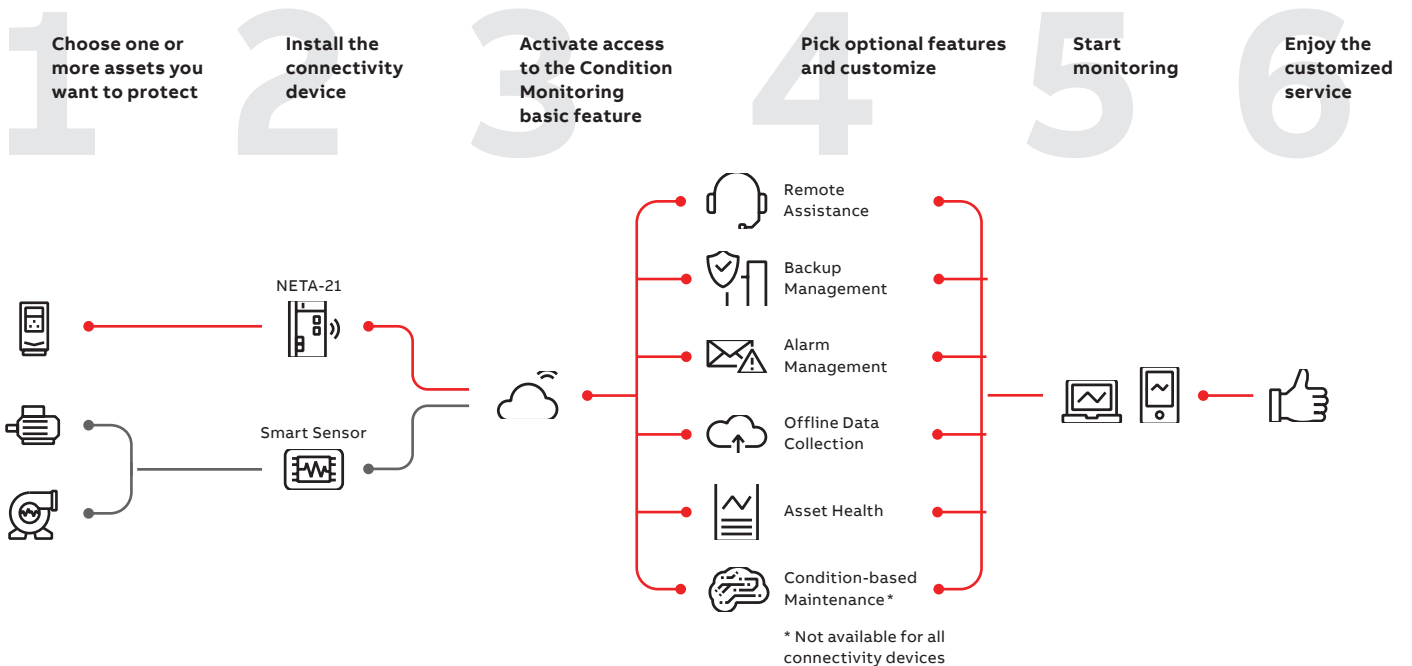 1
Choose one or
more assets you
want to protect
2
Install the
connectivity
device
3
Activate access
to the Condition
Monitoring
basic feature
4
Pick optional features
and customize
5
Start
monitoring
6
Enjoy the
customized
service
NETA-21
Smart Sensor
Remote
Assistance
Backup
Management
Alarm
Management
Offline Data
Collection
Asset Health
Condition-based
Maintenance*
* Not available for all
connectivity devices